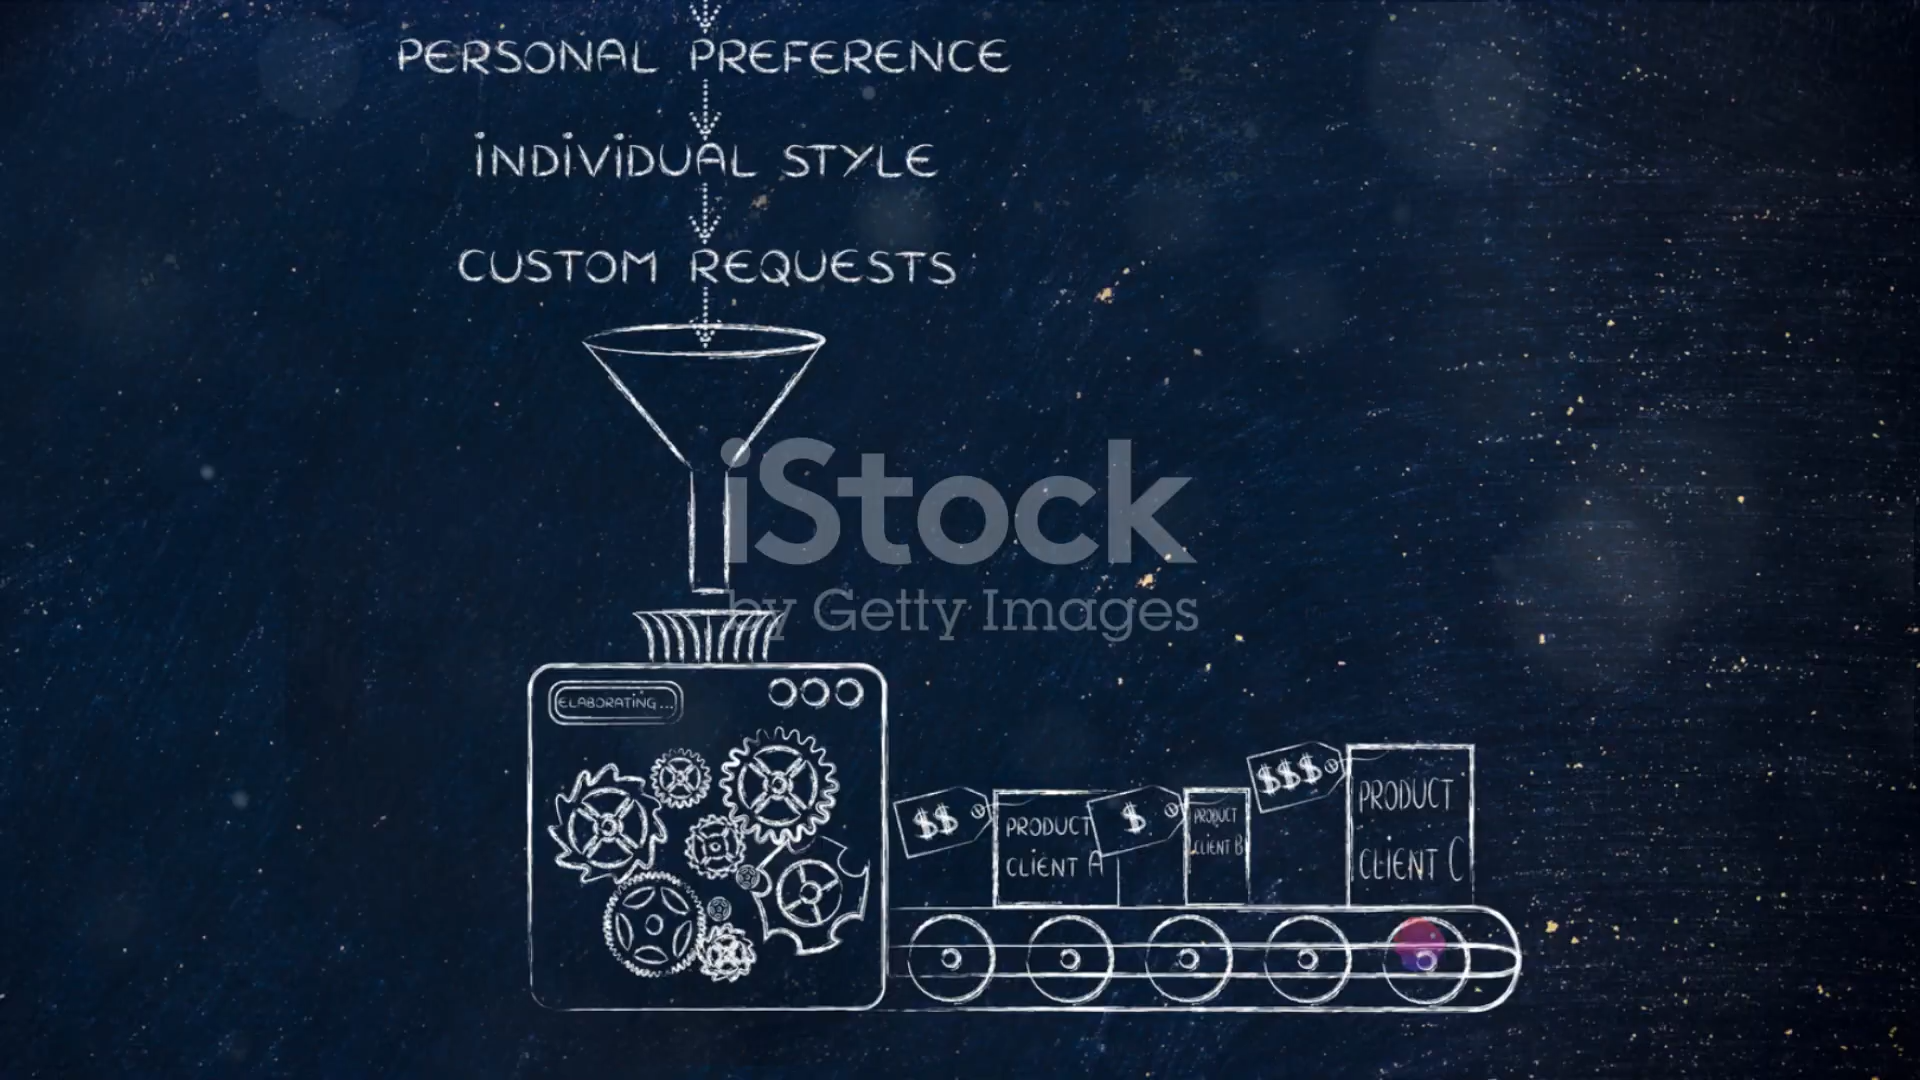 PERSONAL PREFERENCE
INDIVIDUAL STYLE
CUSTOM REQUESTS
iStock
by Getty Images
ELABORATING...
$$
PRODUCT
CLIENT A
$
PRODUCT
CLIENT B
$$$
PRODUCT
CLIENT C